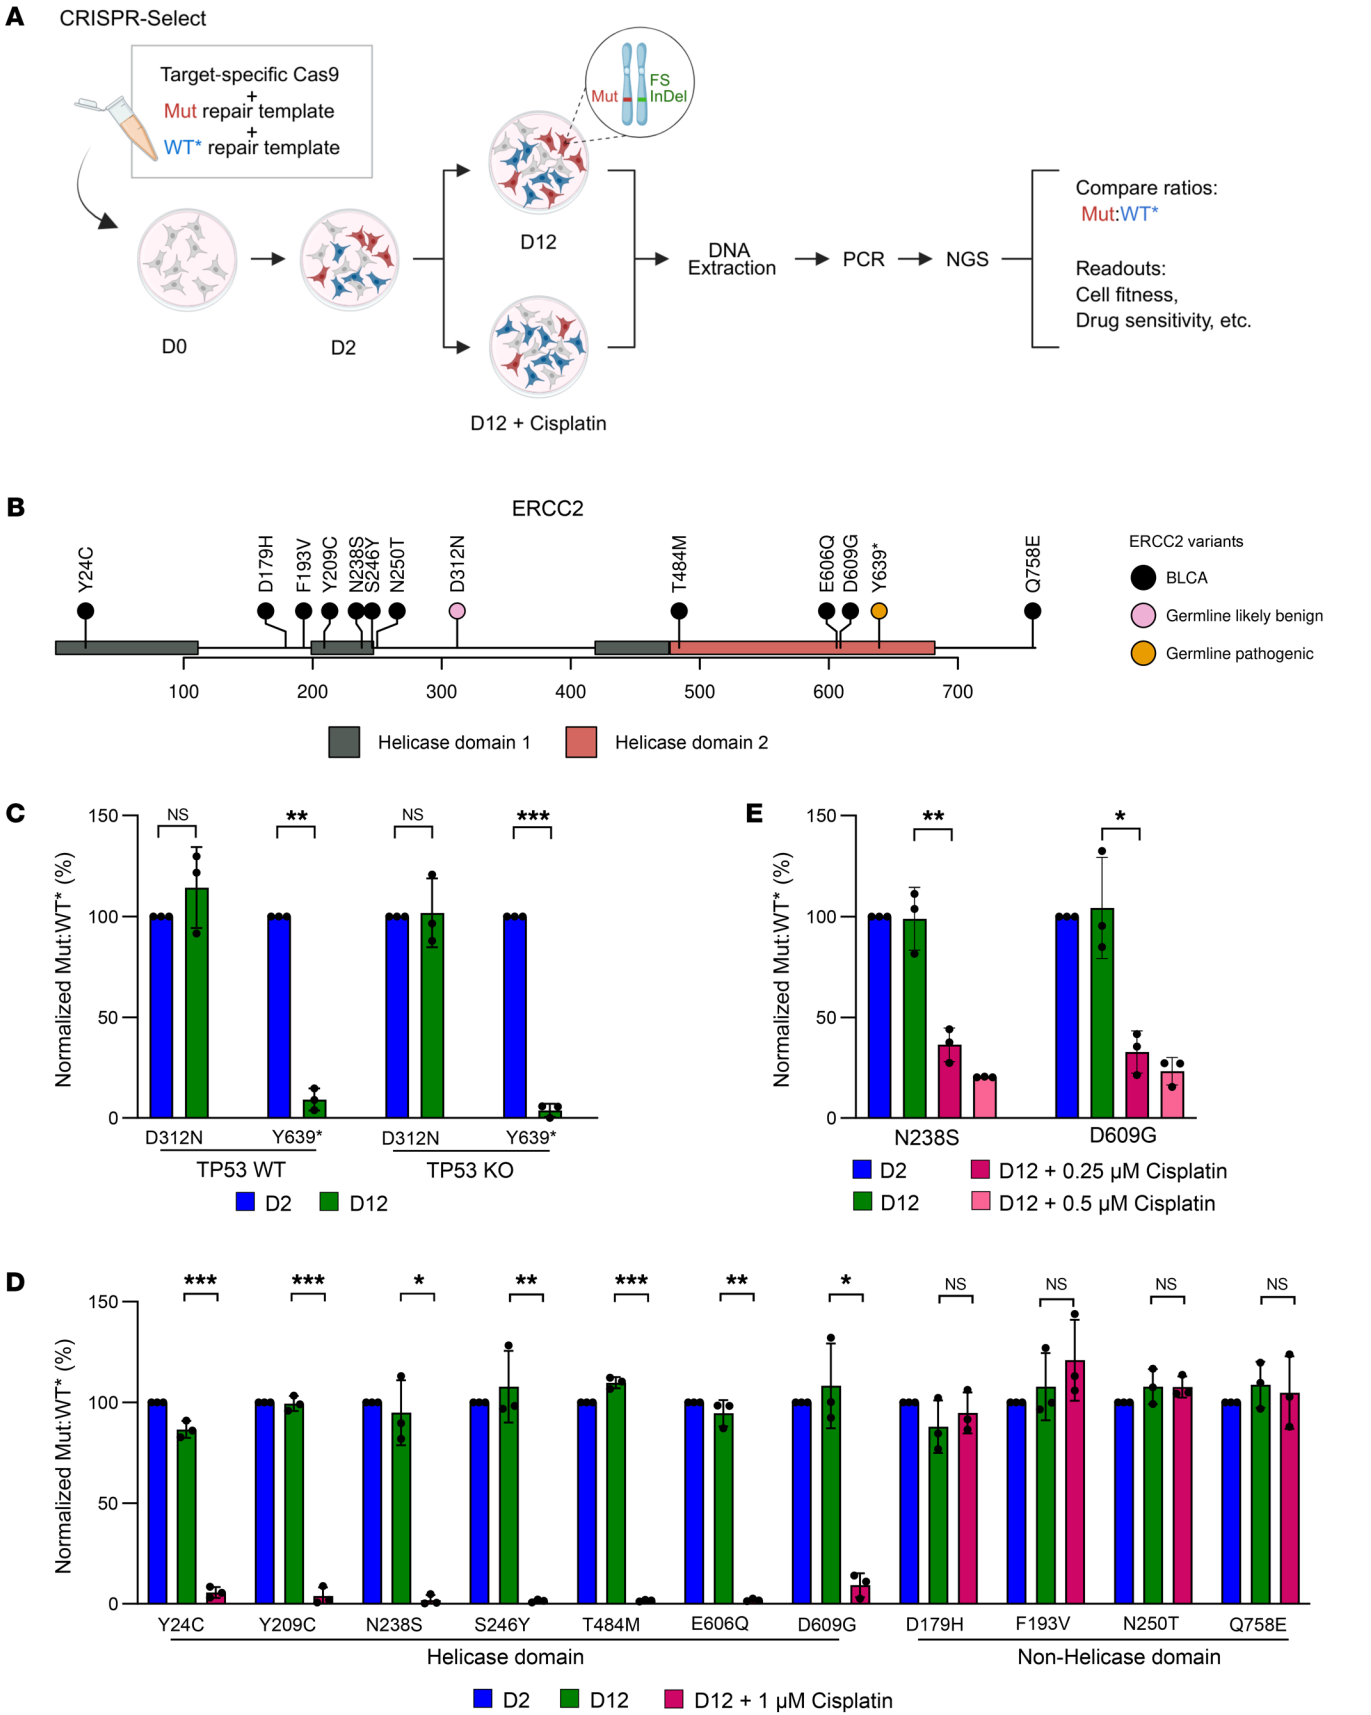 A
CRISPR-Select
Target-specific Cas9
+
Mut repair template
+
WT* repair template
Mut
FS
InDel
D0
D2
D12
D12 + Cisplatin
DNA
Extraction
PCR
NGS
Compare ratios:
Mut:WT*
Readouts:
Cell fitness,
Drug sensitivity, etc.
B
ERCC2
Y24C
D179H
F193V
Y209C
N238S
S246Y
N250T
D312N
T484M
E606Q
D609G
Y639*
Q758E
100
200
300
400
500
600
700
Helicase domain 1
Helicase domain 2
ERCC2 variants
BLCA
Germline likely benign
Germline pathogenic
C
Normalized Mut:WT* (%)
150
100
50
0
NS
**
NS
***
D312N
Y639*
D312N
Y639*
TP53 WT
TP53 KO
D2
D12
E
Normalized Mut:WT* (%)
150
100
50
0
**
*
N238S
D609G
D2
D12 + 0.25 µM Cisplatin
D12
D12 + 0.5 µM Cisplatin
D
Normalized Mut:WT* (%)
150
100
50
0
***
***
*
**
***
**
*
NS
NS
NS
NS
Y24C
Y209C
N238S
S246Y
T484M
E606Q
D609G
D179H
F193V
N250T
Q758E
Helicase domain
Non-Helicase domain
D2
D12
D12 + 1 µM Cisplatin